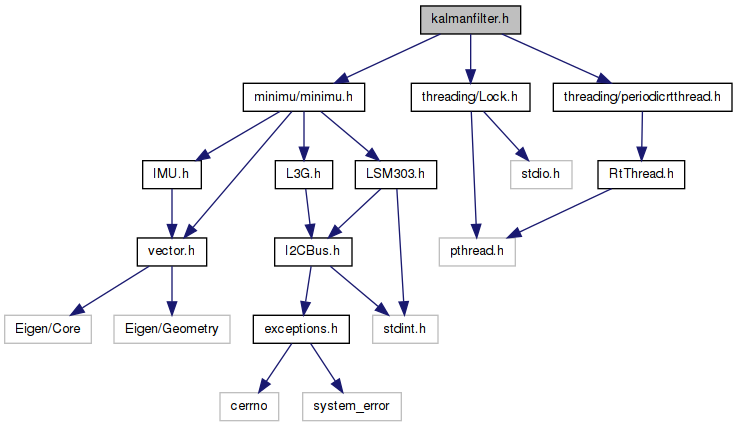 kalmanfilter.h
minimu/minimu.h
threading/Lock.h
threading/periodicrtthread.h
IMU.h
L3G.h
LSM303.h
stdio.h
RtThread.h
vector.h
I2CBus.h
pthread.h
Eigen/Core
Eigen/Geometry
exceptions.h
stdint.h
cerrno
system_error